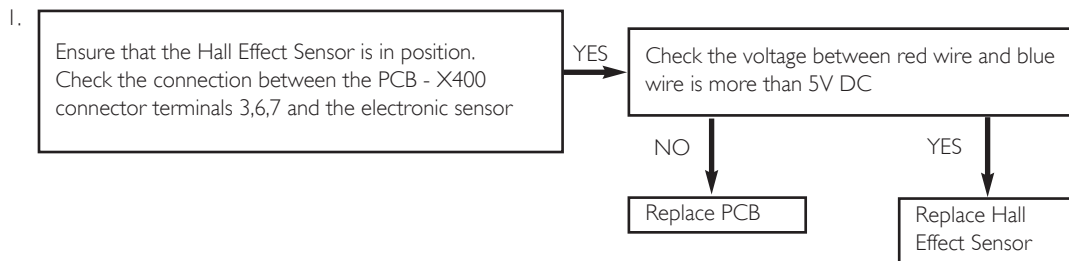 1.
Ensure that the Hall Effect Sensor is in position.
Check the connection between the PCB - X400
connector terminals 3,6,7 and the electronic sensor
YES
Check the voltage between red wire and blue
wire is more than 5V DC
NO
YES
Replace PCB
Replace Hall
Effect Sensor